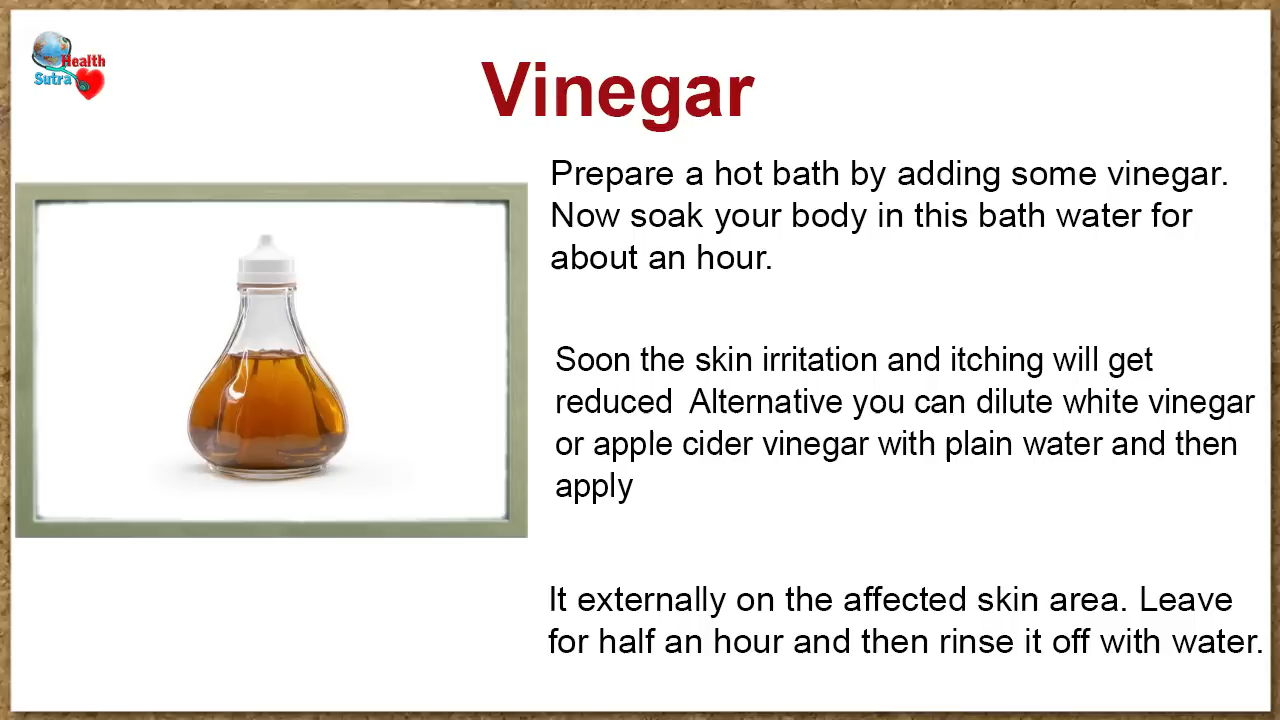 Health
Sutra
Vinegar
Prepare a hot bath by adding some vinegar.
Now soak your body in this bath water for
about an hour.
Soon the skin irritation and itching will get
reduced  Alternative you can dilute white vinegar
or apple cider vinegar with plain water and then
apply
It externally on the affected skin area. Leave
for half an hour and then rinse it off with water.